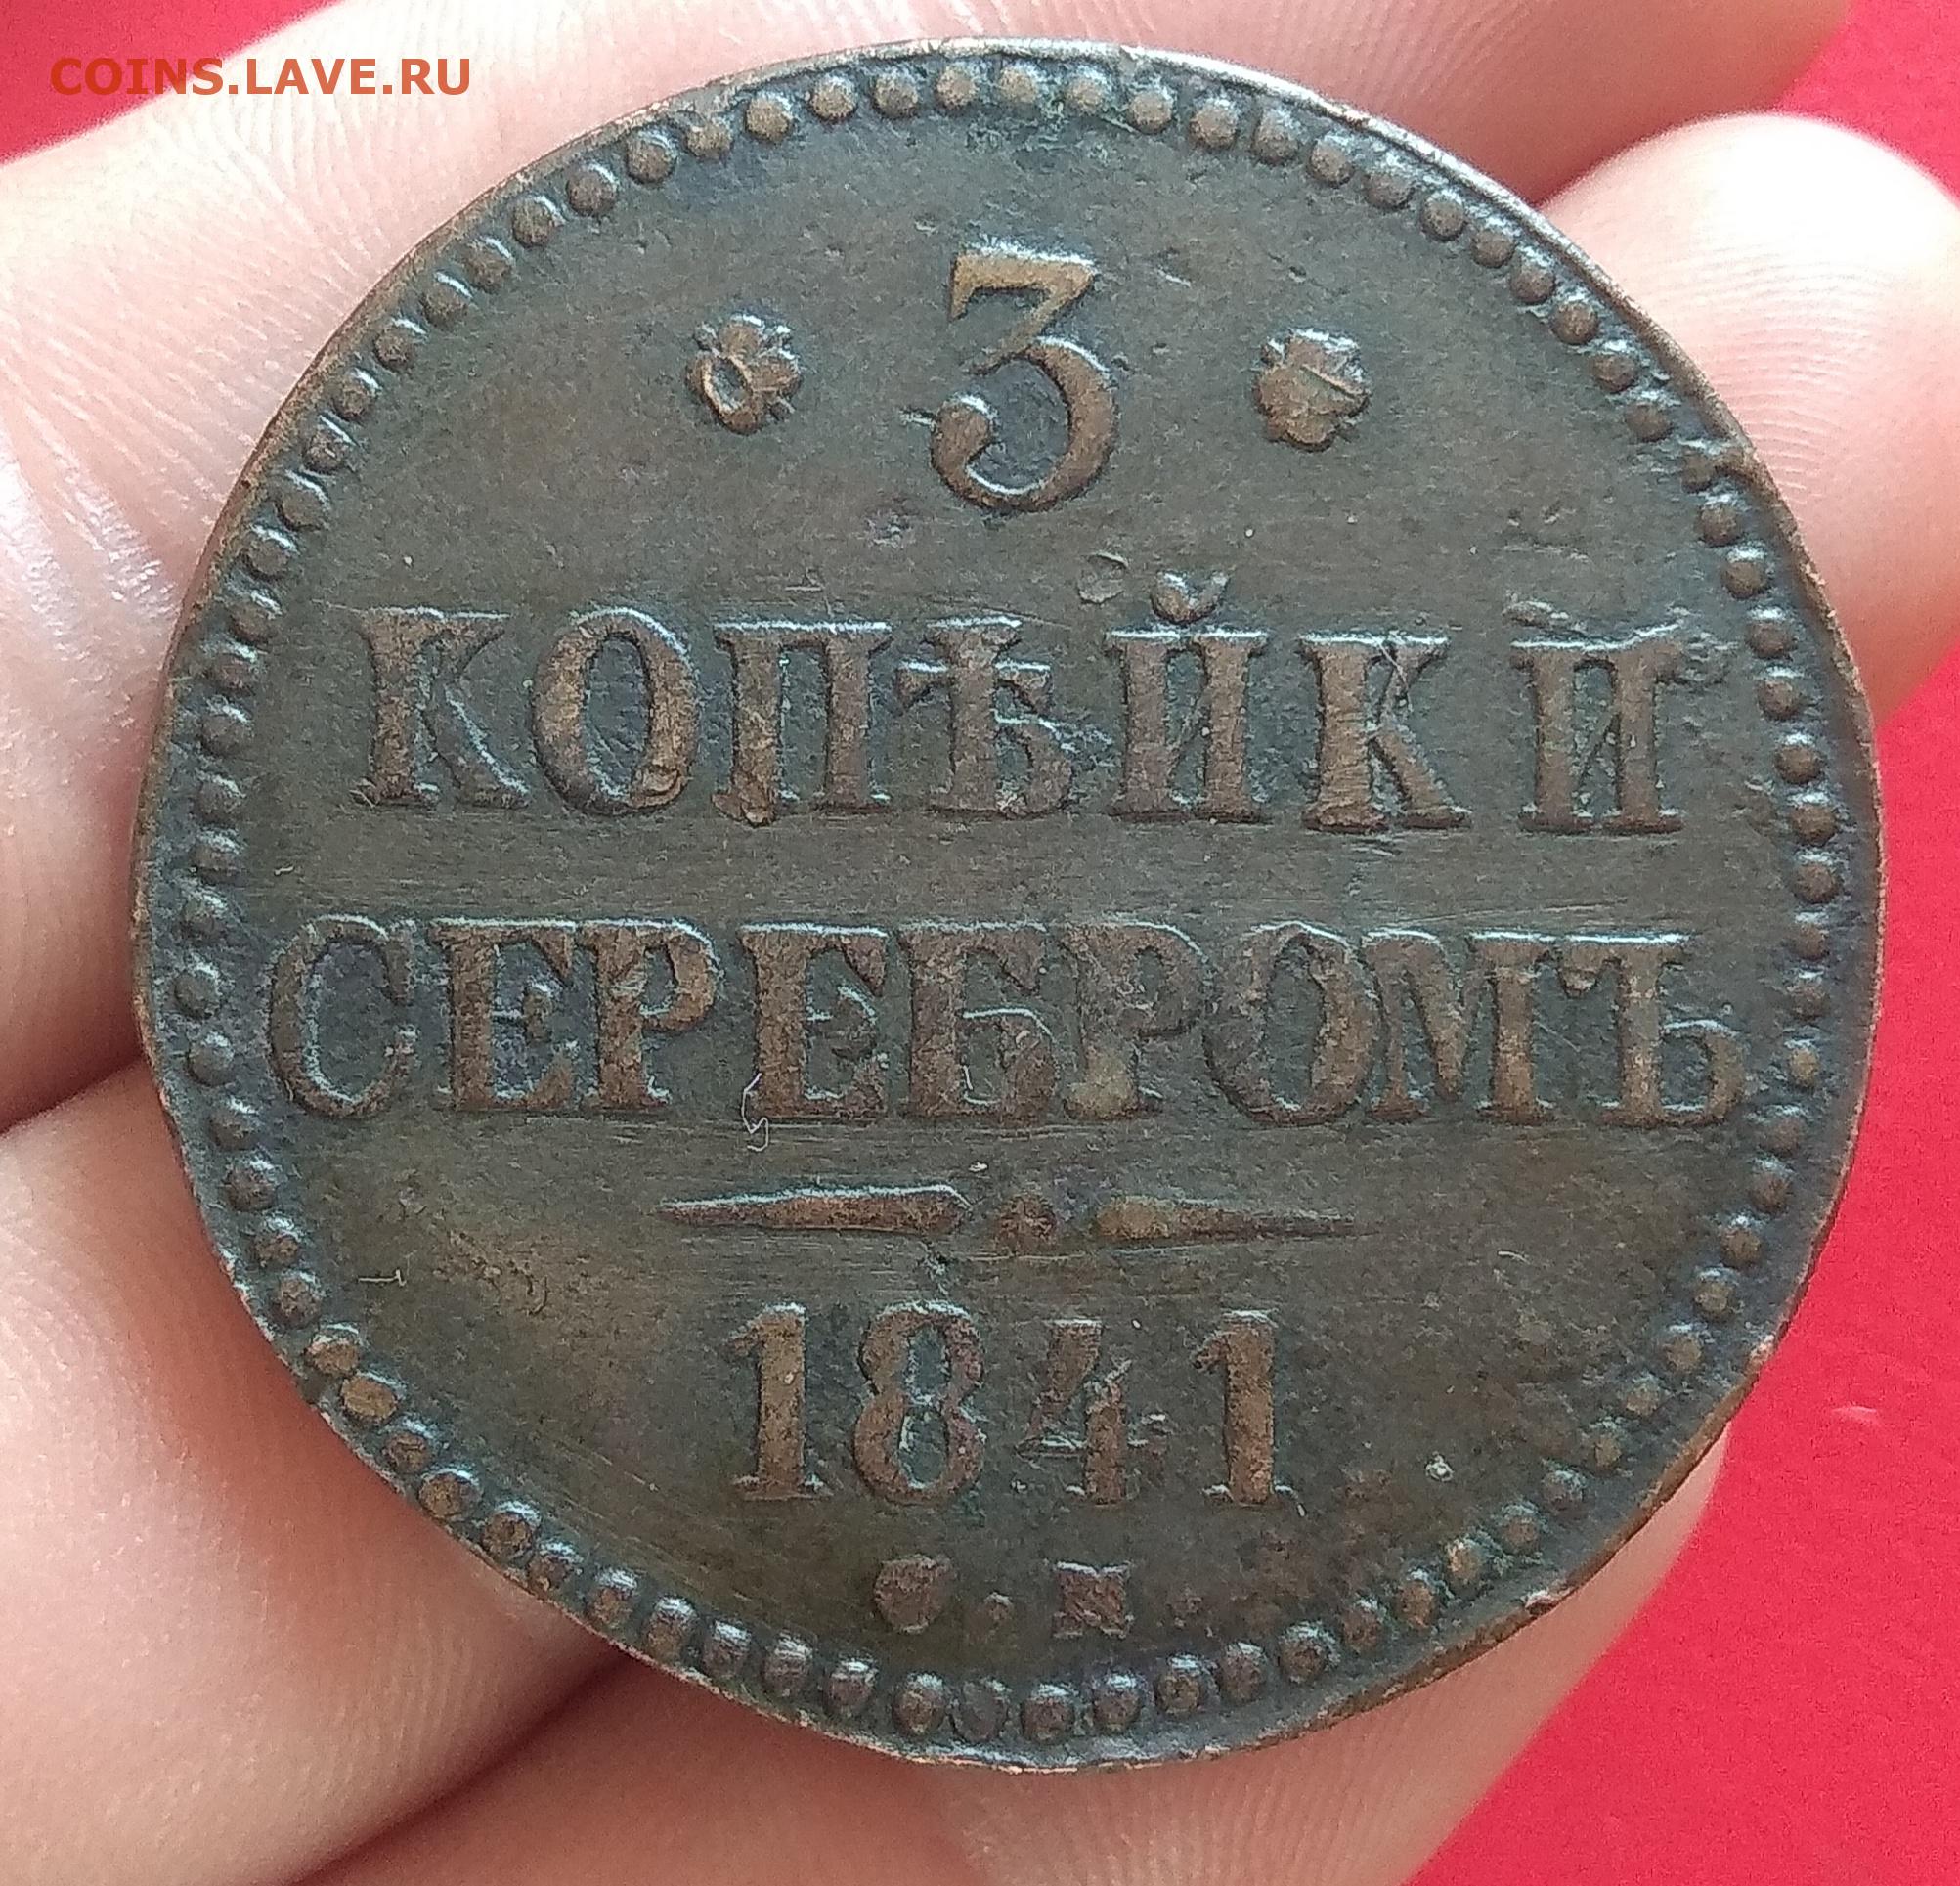 COINS.LAVE.RU
3
КОПѢЙКИ
СЕРЕБРОМЪ
1841